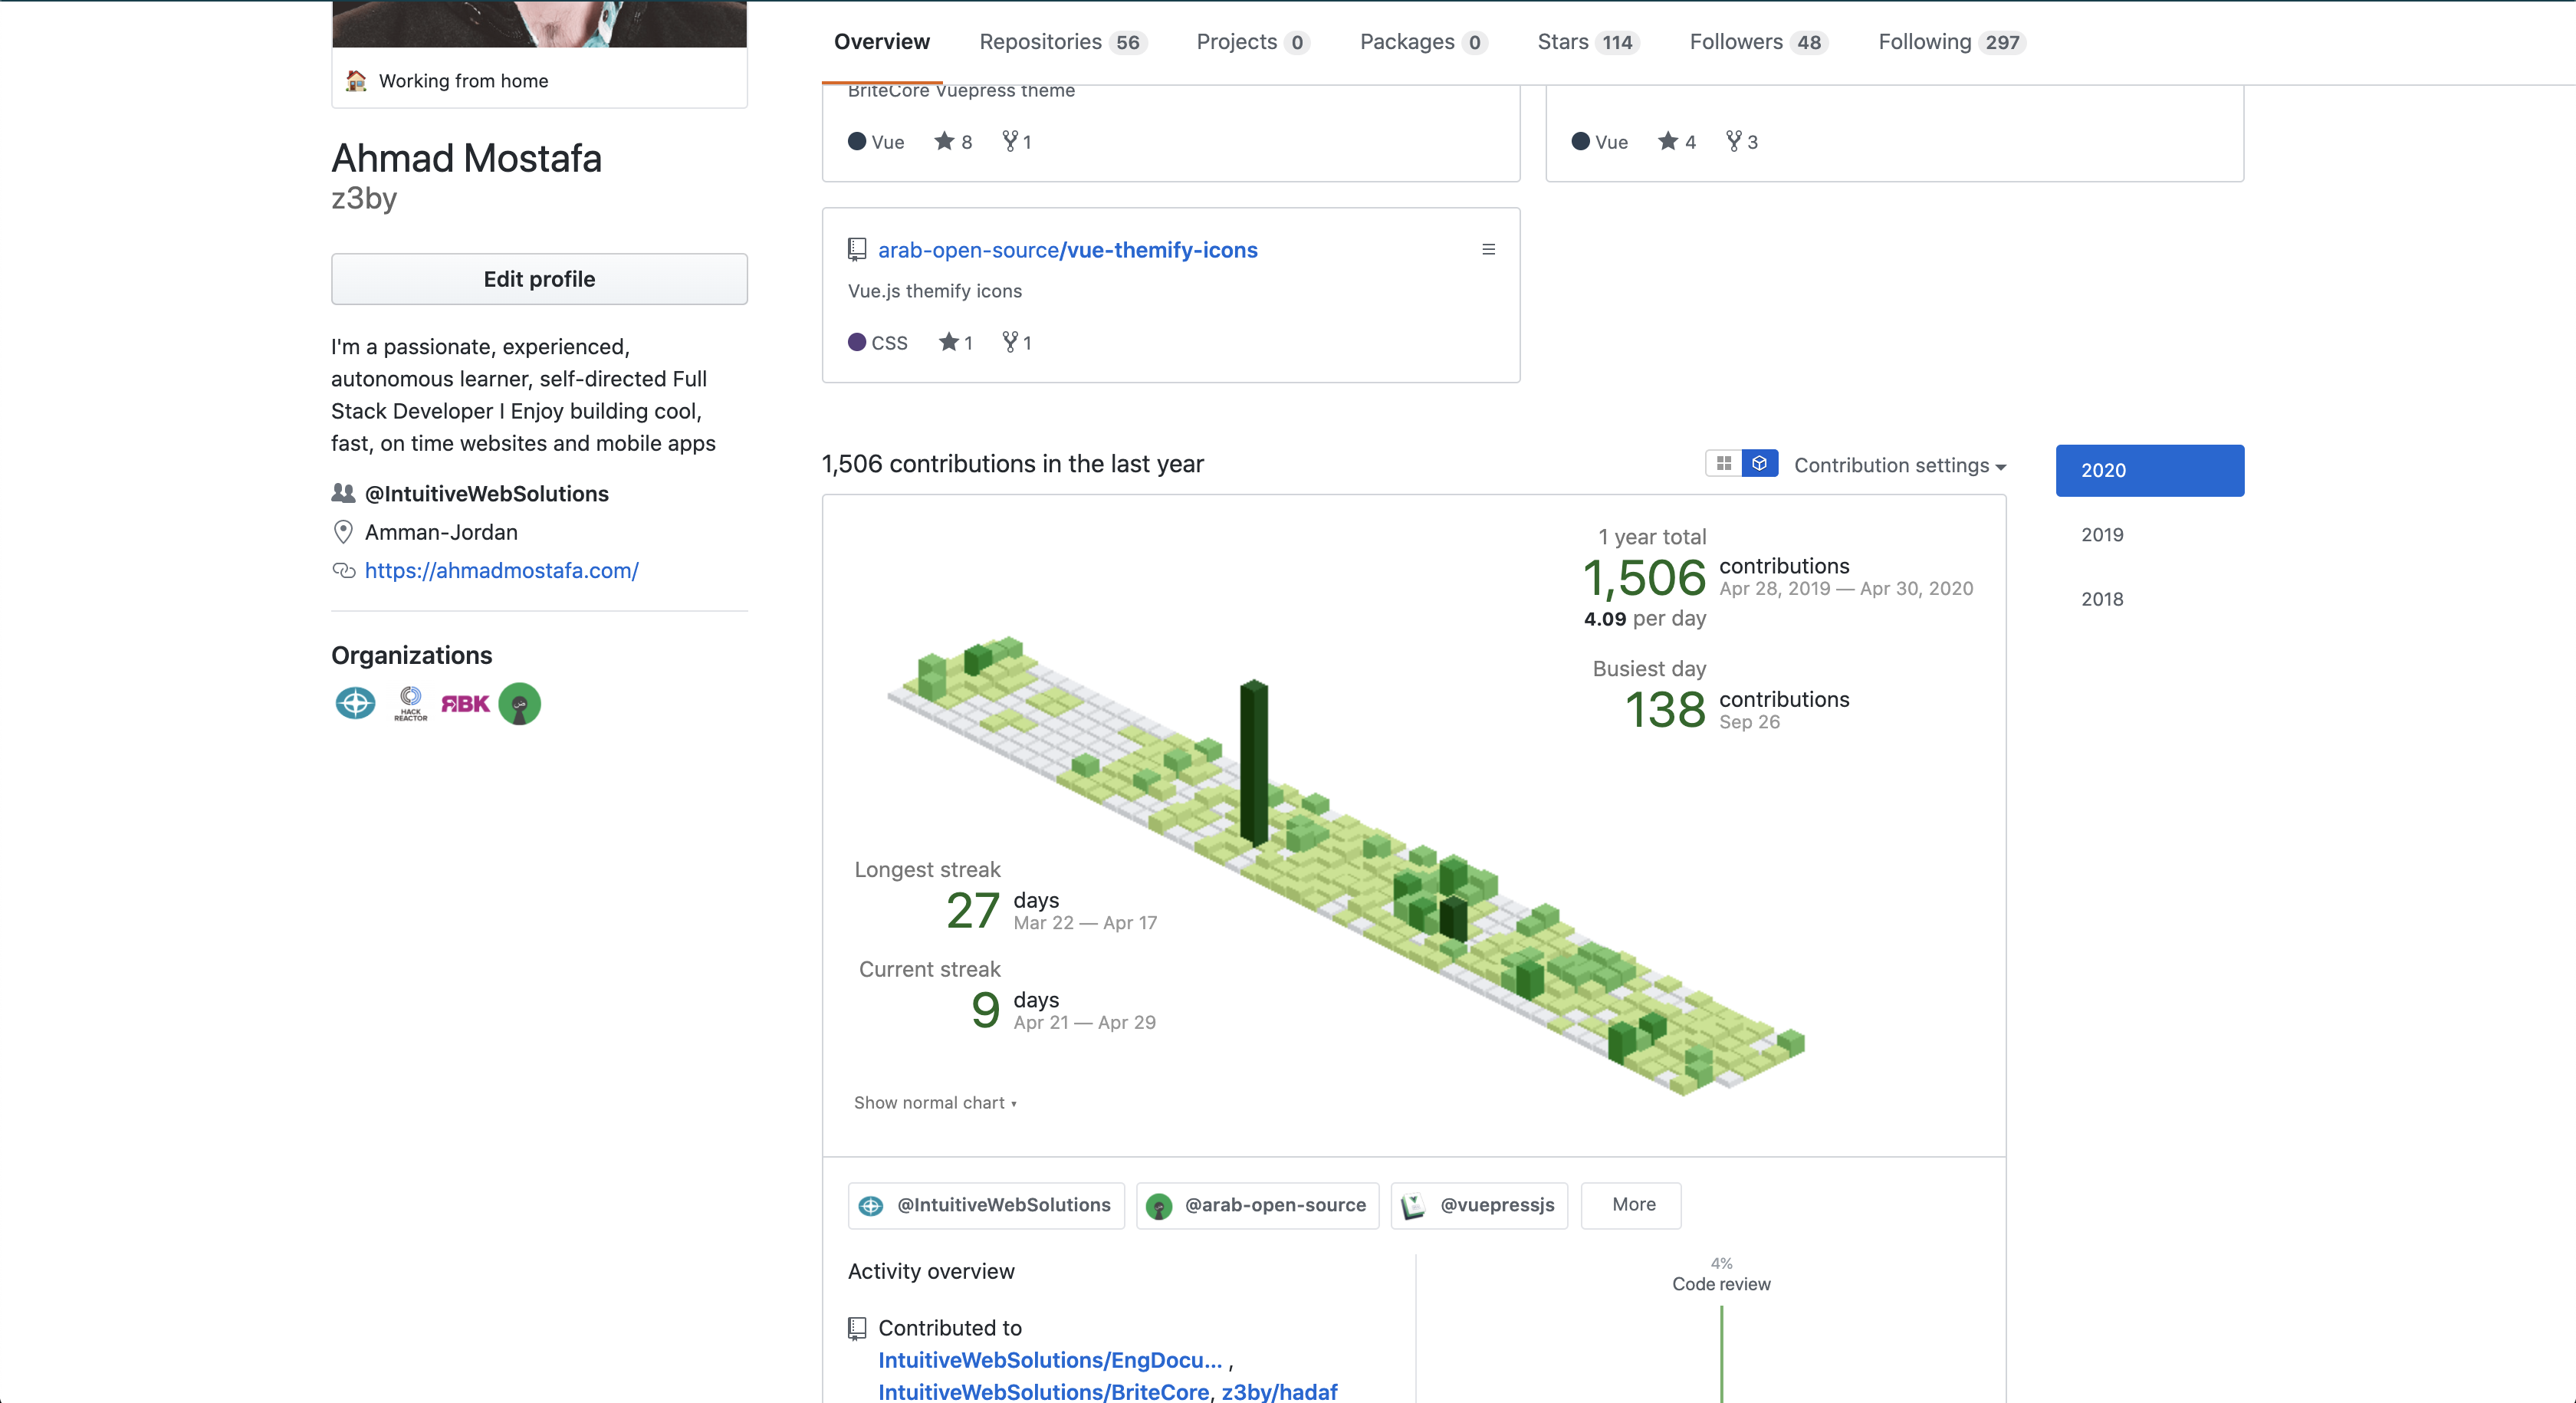 Overview Repositories 56 Projects 0 Packages 0 Stars 114 Followers 48 Following 297
Working from home
Ahmad Mostafa
z3by
Edit profile
I'm a passionate, experienced,
autonomous learner, self-directed Full
Stack Developer I Enjoy building cool,
fast, on time websites and mobile apps
@IntuitiveWebSolutions
Amman-Jordan
https://ahmadmostafa.com/
Organizations
HACK
REACTOR
RBK
BriteCore Vuepress theme
Vue 8 1
Vue 4 3
arab-open-source/vue-themify-icons
Vue.js themify icons
CSS 1 1
1,506 contributions in the last year
Contribution settings
2020
2019
2018
1 year total
1,506 contributions
Apr 28, 2019 — Apr 30, 2020
4.09 per day
Busiest day
138 contributions
Sep 26
Longest streak
27 days
Mar 22 — Apr 17
Current streak
9 days
Apr 21 — Apr 29
Show normal chart ▾
@IntuitiveWebSolutions @arab-open-source @vuepressjs More
Activity overview
Contributed to
IntuitiveWebSolutions/EngDocu... ,
IntuitiveWebSolutions/BriteCore, z3by/hadaf
4%
Code review